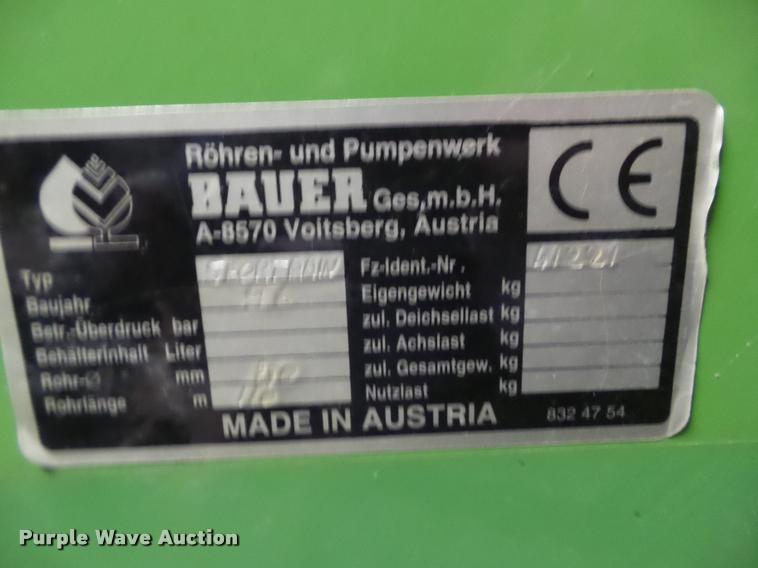 Röhren- und Pumpenwerk
BAUER Ges.m.b.H.
A-8570 Voitsberg, Austria
CE
Typ
Baujahr
Betr.-Überdruck bar
Behälterinhalt Liter
Rohr-Ø mm
Rohrlänge m
Fz-Ident.-Nr. 41221
Eigengewicht kg
zul. Deichsellast kg
zul. Achslast kg
zul. Gesamtgew. kg
Nutzlast kg
MADE IN AUSTRIA
832 47 54
Purple Wave Auction